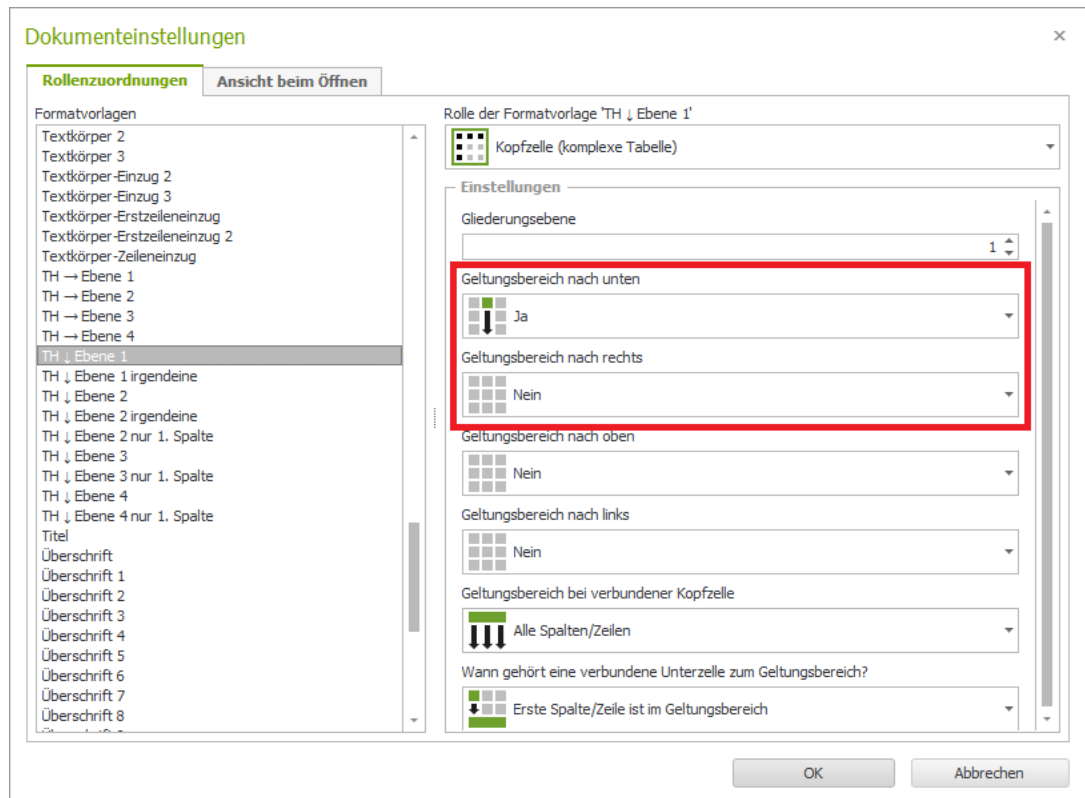 Dokumenteinstellungen
Rollenzuordnungen
Ansicht beim Öffnen
Formatvorlagen
Textkörper 2
Textkörper 3
Textkörper-Einzug 2
Textkörper-Einzug 3
Textkörper-Erstzeileneinzug
Textkörper-Erstzeileneinzug 2
Textkörper-Zeileneinzug
TH → Ebene 1
TH → Ebene 2
TH → Ebene 3
TH → Ebene 4
TH ↓ Ebene 1
TH ↓ Ebene 1 irgendeine
TH ↓ Ebene 2
TH ↓ Ebene 2 irgendeine
TH ↓ Ebene 2 nur 1. Spalte
TH ↓ Ebene 3
TH ↓ Ebene 3 nur 1. Spalte
TH ↓ Ebene 4
TH ↓ Ebene 4 nur 1. Spalte
Titel
Überschrift
Überschrift 1
Überschrift 2
Überschrift 3
Überschrift 4
Überschrift 5
Überschrift 6
Überschrift 7
Überschrift 8
Rolle der Formatvorlage 'TH ↓ Ebene 1'
Kopfzelle (komplexe Tabelle)
Einstellungen
Gliederungsebene
1
Geltungsbereich nach unten
Ja
Geltungsbereich nach rechts
Nein
Geltungsbereich nach oben
Nein
Geltungsbereich nach links
Nein
Geltungsbereich bei verbundener Kopfzelle
Alle Spalten/Zeilen
Wann gehört eine verbundene Unterzelle zum Geltungsbereich?
Erste Spalte/Zeile ist im Geltungsbereich
OK
Abbrechen